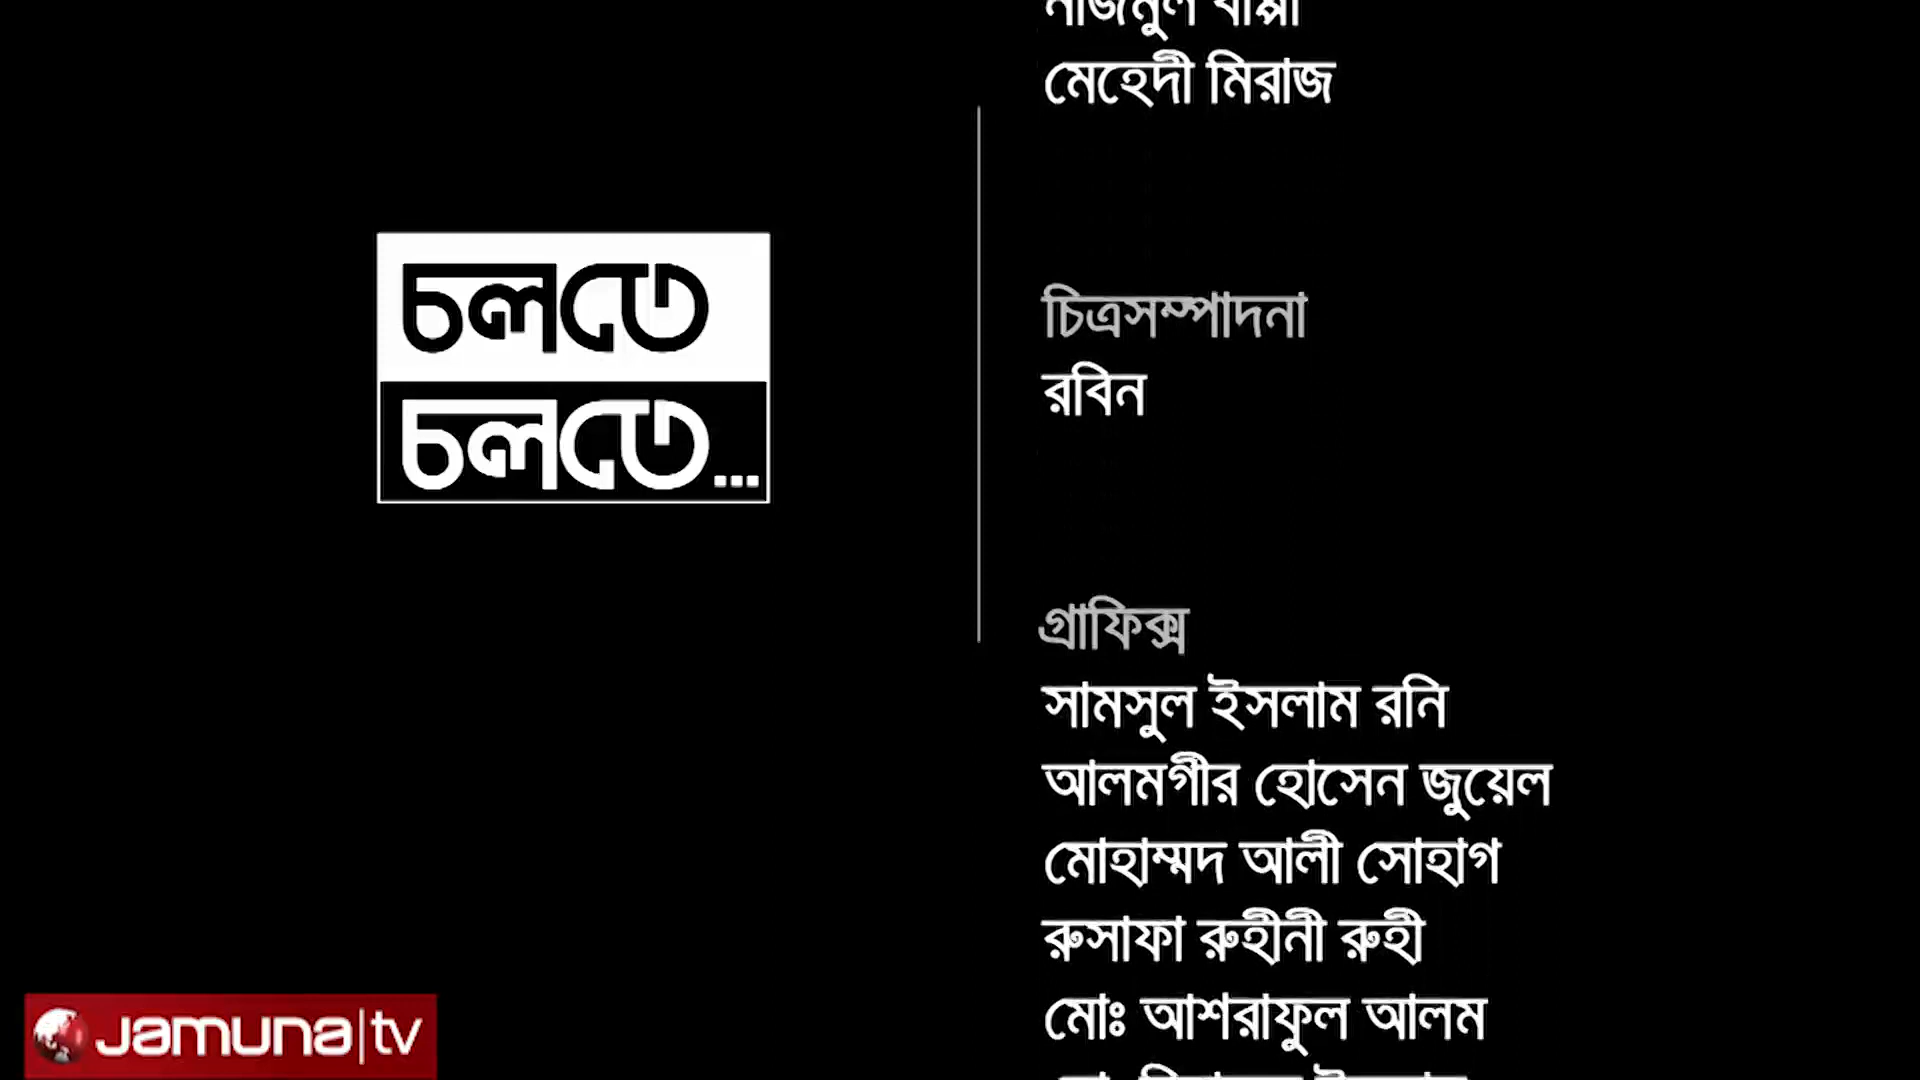 মেহেদী মিরাজ
চলতে
চলতে...
চিত্রসম্পাদনা
রবিন
গ্রাফিক্স
সামসুল ইসলাম রনি
আলমগীর হোসেন জুয়েল
মোহাম্মদ আলী সোহাগ
রুসাফা রুহীনী রুহী
মোঃ আশরাফুল আলম
Jamuna|tv